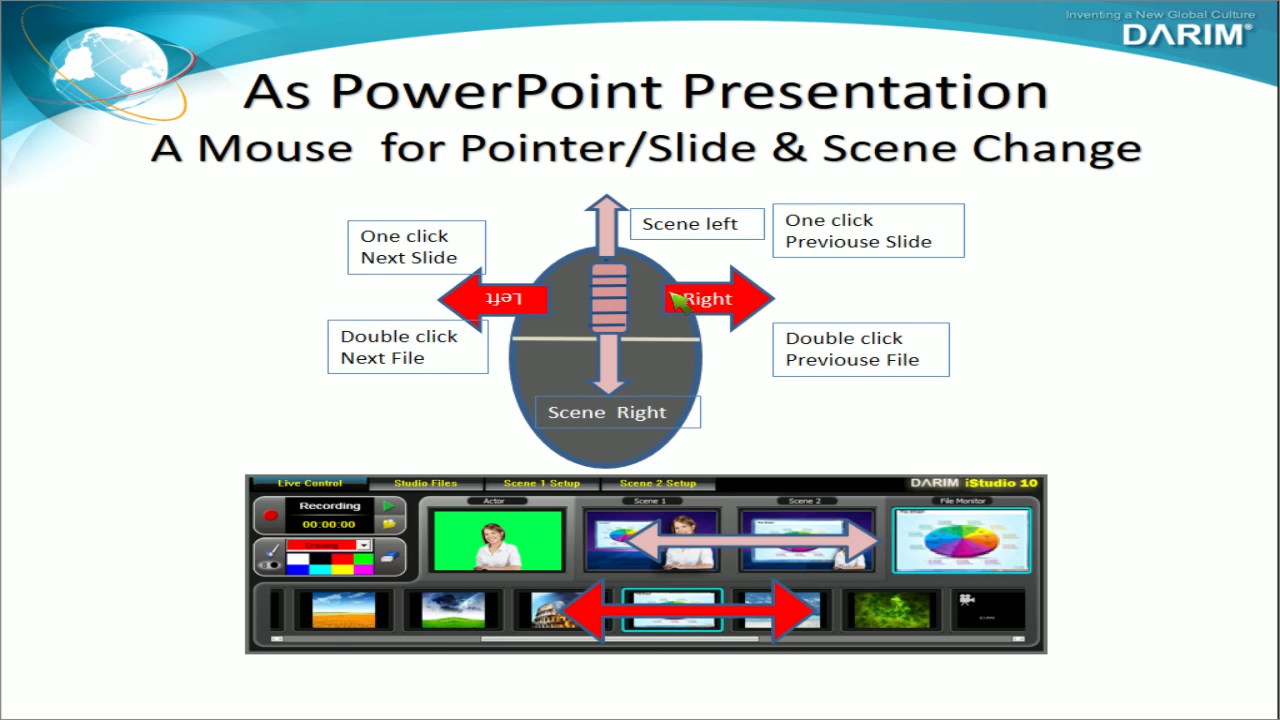 Inventing a New Global Culture
DARIM®
As PowerPoint Presentation
A Mouse for Pointer/Slide & Scene Change
Scene left
One click
Previouse Slide
One click
Next Slide
Left
Right
Double click
Next File
Double click
Previouse File
Scene Right
Live Control
Studio Files
Scene 1 Setup
Scene 2 Setup
DARIM iStudio 10
Recording
00:00:00
Actor
Scene 1
Scene 2
File Monitor
Drawing